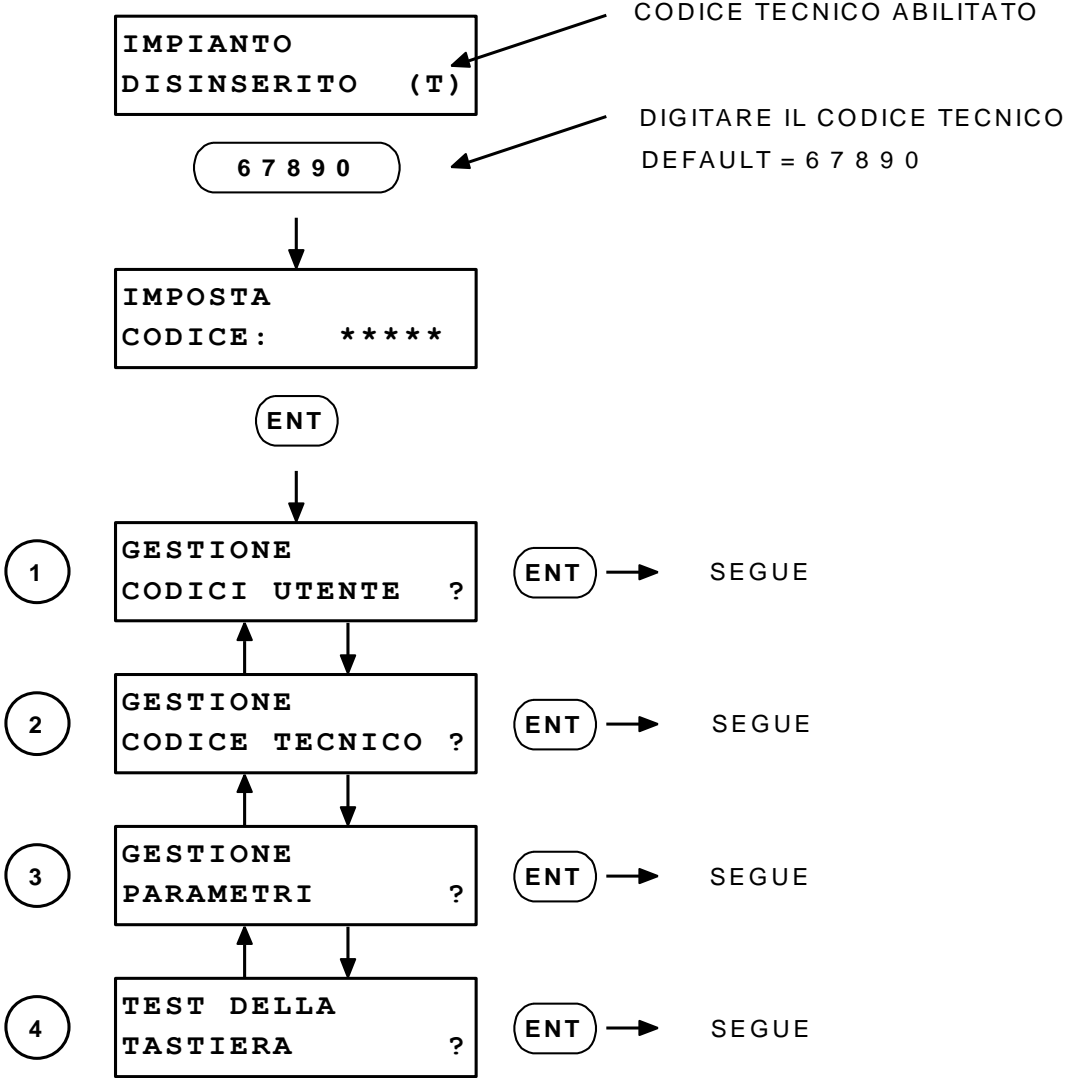 CODICE TECNICO ABILITATO
IMPIANTO
DISINSERITO (T)
DIGITARE IL CODICE TECNICO
DEFAULT = 6 7 8 9 0
6 7 8 9 0
IMPOSTA
CODICE: *****
ENT
1
GESTIONE
CODICI UTENTE ?
ENT
SEGUE
2
GESTIONE
CODICE TECNICO ?
ENT
SEGUE
3
GESTIONE
PARAMETRI ?
ENT
SEGUE
4
TEST DELLA
TASTIERA ?
ENT
SEGUE